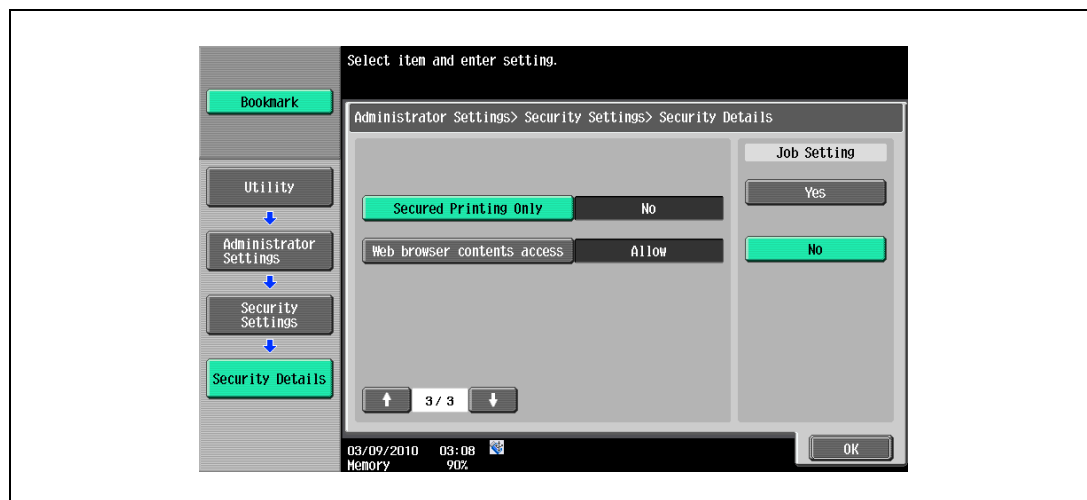 Select item and enter setting.
Bookmark
Administrator Settings> Security Settings> Security Details
Job Setting
Utility
Yes
Secured Printing Only
No
Administrator
Settings
Web browser contents access
Allow
No
Security
Settings
Security Details
3/ 3
03/09/2010 03:08
Memory 90%
OK